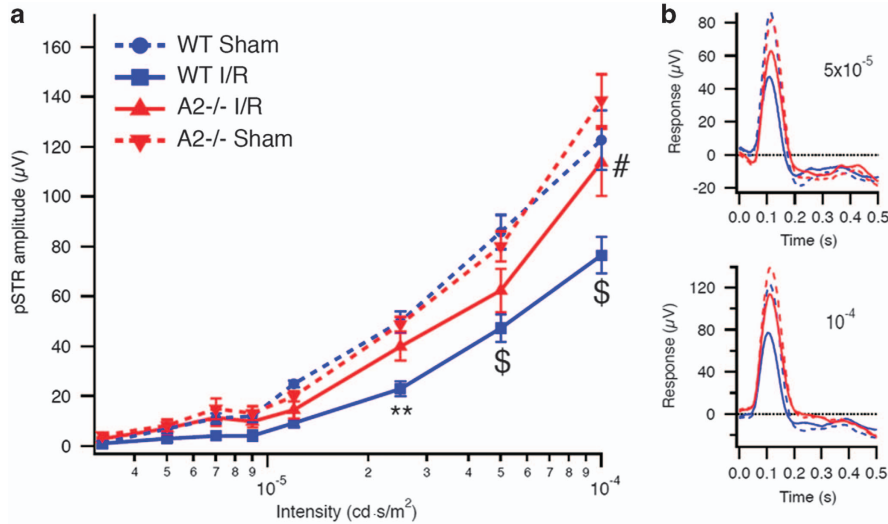 a
160
140
120
100
80
60
40
20
0
pSTR amplitude (µV)
WT Sham
WT I/R
A2-/- I/R
A2-/- Sham
#
$
$
**
4 5 6 7 8 9 10⁻⁵ 2 3 4 5 6 7 8 9 10⁻⁴
Intensity (cd·s/m²)
b
80
60
40
20
0
-20
Response (µV)
5x10⁻⁵
0.0 0.1 0.2 0.3 0.4 0.5
Time (s)
120
80
40
0
Response (µV)
10⁻⁴
0.0 0.1 0.2 0.3 0.4 0.5
Time (s)